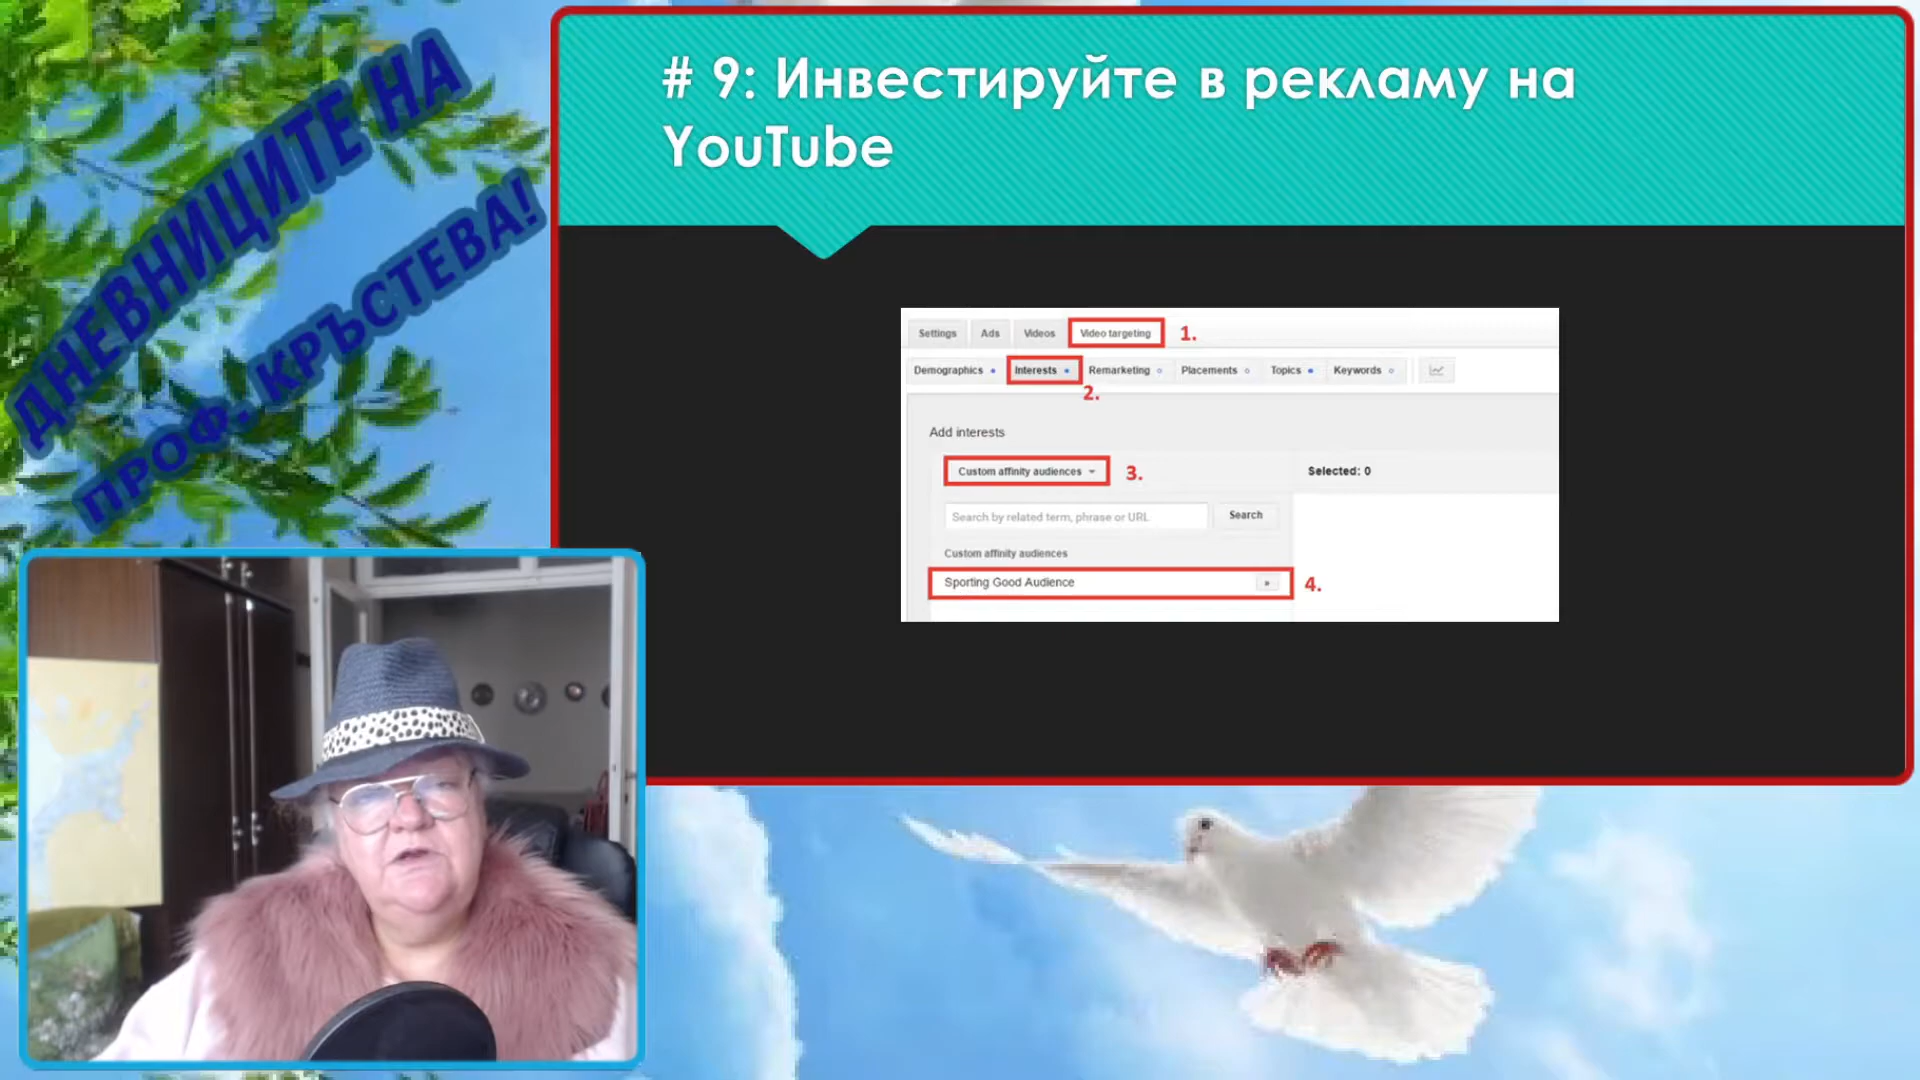 ДНЕВНИЦИТЕ НА
ПРОФ. КРЪСТЕВА!
# 9: Инвестируйте в рекламу на
YouTube
Settings Ads Videos Video targeting 1.
Demographics Interests Remarketing Placements Topics Keywords
2.
Add interests
Custom affinity audiences 3. Selected: 0
Search by related term, phrase or URL Search
Custom affinity audiences
Sporting Good Audience » 4.